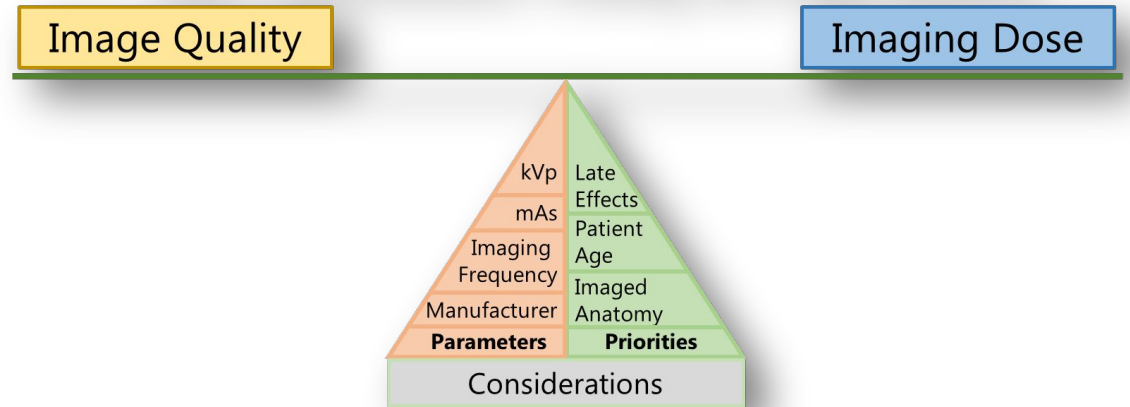 Image Quality
Imaging Dose
kVp
mAs
Imaging
Frequency
Manufacturer
Parameters
Late
Effects
Patient
Age
Imaged
Anatomy
Priorities
Considerations